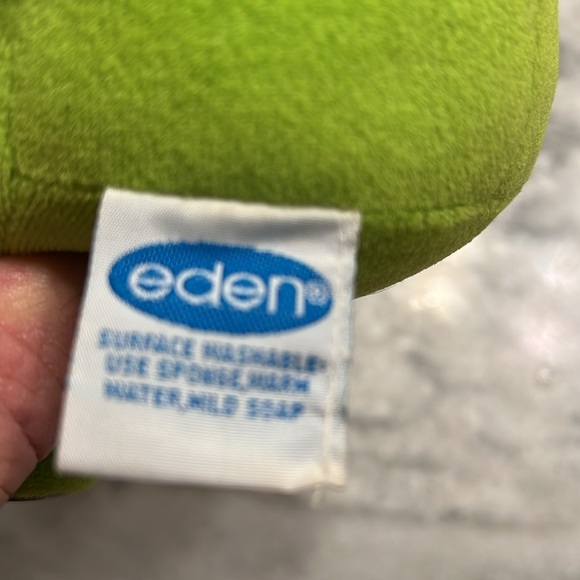 eden®
SURFACE WASHABLE-
USE SPONGE,WARM
WATER,MILD SOAP